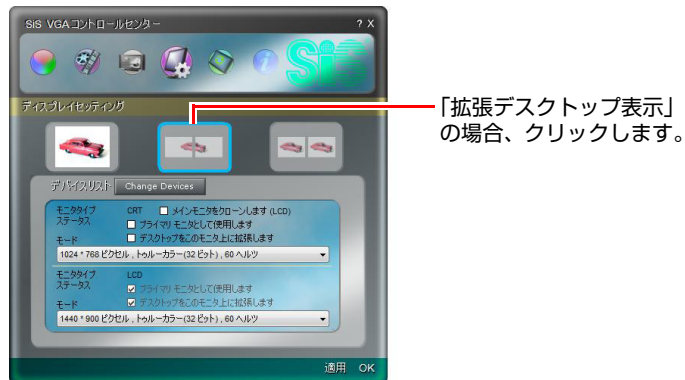 SiS VGAコントロールセンター ? X
SiS
ディスプレイセッティング
「拡張デスクトップ表示」
の場合、クリックします。
デバイスリスト Change Devices
モニタタイプ CRT メインモニタをクローンします (LCD)
ステータス プライマリ モニタとして使用します
デスクトップをこのモニタ上に拡張します
モード
1024 * 768 ピクセル , トゥルーカラー(32 ビット) , 60 ヘルツ
モニタタイプ LCD
ステータス プライマリ モニタとして使用します
デスクトップをこのモニタ上に拡張します
モード
1440 * 900 ピクセル , トゥルーカラー(32 ビット) , 60 ヘルツ
適用 OK